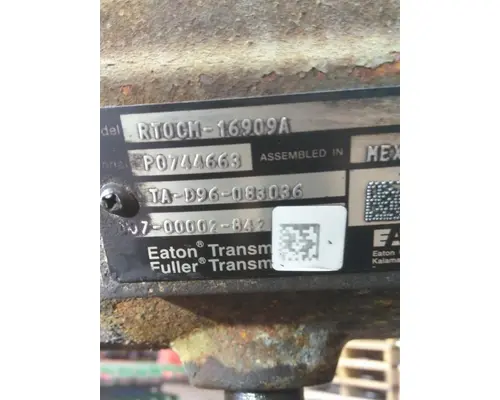 del RTOCM-16909A
P0744663 ASSEMBLED IN MEX
TA-D96-083036
07-00002-842
EA
Eaton® Transm Eaton
Fuller® Transm Kalama